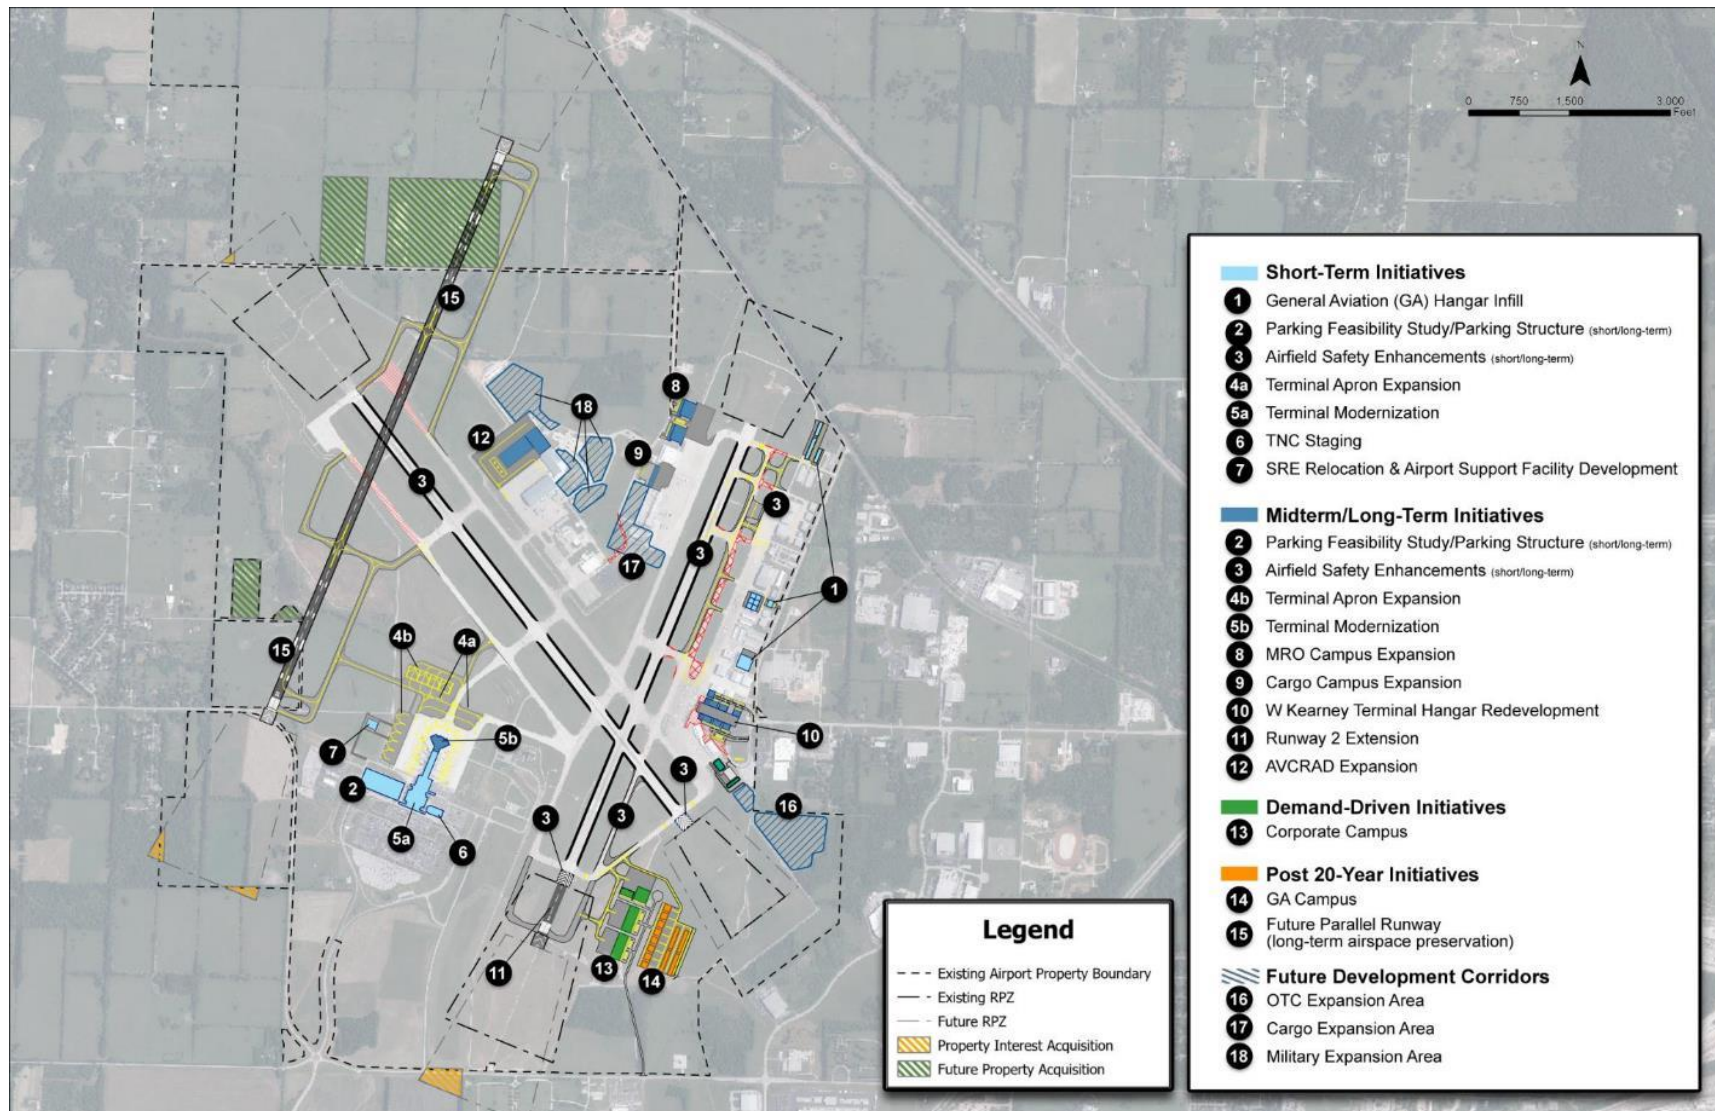 N
0 750 1,500 3,000
Feet
15
18
8
12
9
3
3
3
17
1
1
15
4b
4a
7
5b
10
2
5a
6
3
3
3
16
11
13
14
Short-Term Initiatives
1 General Aviation (GA) Hangar Infill
2 Parking Feasibility Study/Parking Structure (short/long-term)
3 Airfield Safety Enhancements (short/long-term)
4a Terminal Apron Expansion
5a Terminal Modernization
6 TNC Staging
7 SRE Relocation & Airport Support Facility Development
Midterm/Long-Term Initiatives
2 Parking Feasibility Study/Parking Structure (short/long-term)
3 Airfield Safety Enhancements (short/long-term)
4b Terminal Apron Expansion
5b Terminal Modernization
8 MRO Campus Expansion
9 Cargo Campus Expansion
10 W Kearney Terminal Hangar Redevelopment
11 Runway 2 Extension
12 AVCRAD Expansion
Demand-Driven Initiatives
13 Corporate Campus
Post 20-Year Initiatives
14 GA Campus
15 Future Parallel Runway
(long-term airspace preservation)
Future Development Corridors
16 OTC Expansion Area
17 Cargo Expansion Area
18 Military Expansion Area
Legend
Existing Airport Property Boundary
Existing RPZ
Future RPZ
Property Interest Acquisition
Future Property Acquisition